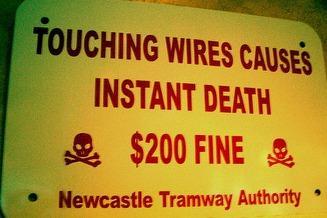 TOUCHING WIRES CAUSES
INSTANT DEATH
$200 FINE
Newcastle Tramway Authority